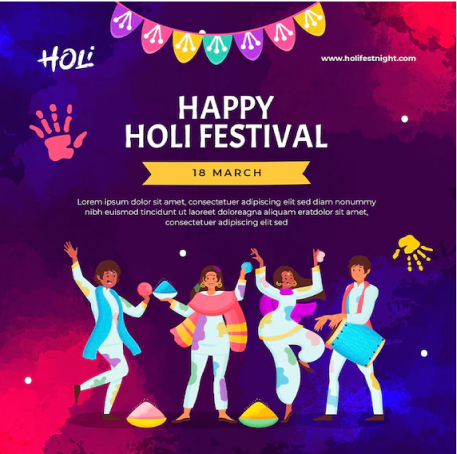 HOLi
www.holifestnight.com
HAPPY
HOLI FESTIVAL
18 MARCH
Lorem ipsum dolor sit amet, consectetuer adipiscing elit sed diam nonummy
nibh euismod tincidunt ut laoreet doloreagna aliquam eratdolor sit amet,
consectetuer adipiscing elit sed